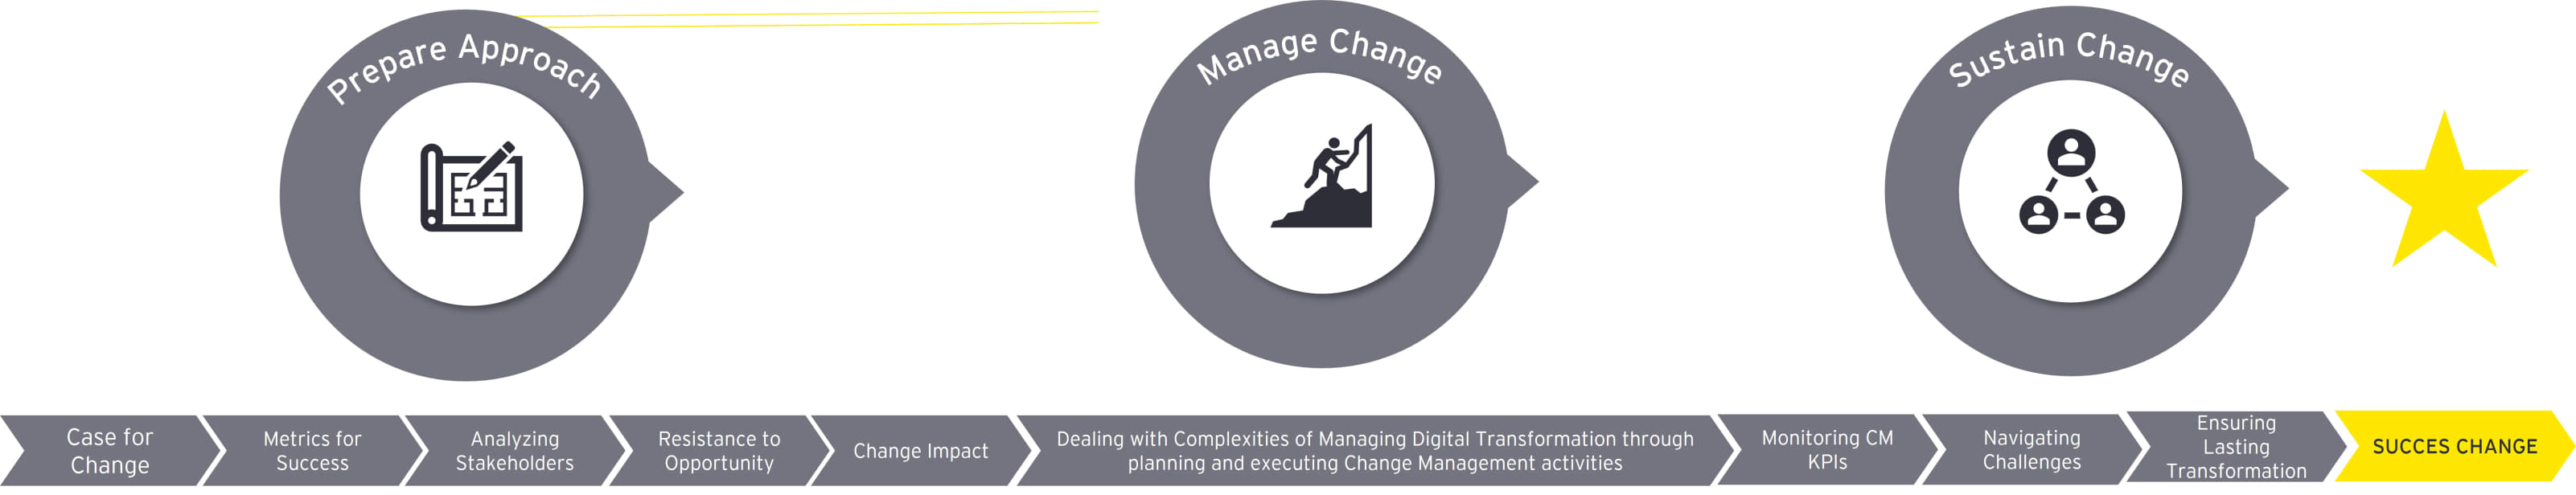 Prepare Approach
Manage Change
Sustain Change
Case for
Change
Metrics for
Success
Analyzing
Stakeholders
Resistance to
Opportunity
Change Impact
Dealing with Complexities of Managing Digital Transformation through
planning and executing Change Management activities
Monitoring CM
KPIs
Navigating
Challenges
Ensuring
Lasting
Transformation
SUCCES CHANGE